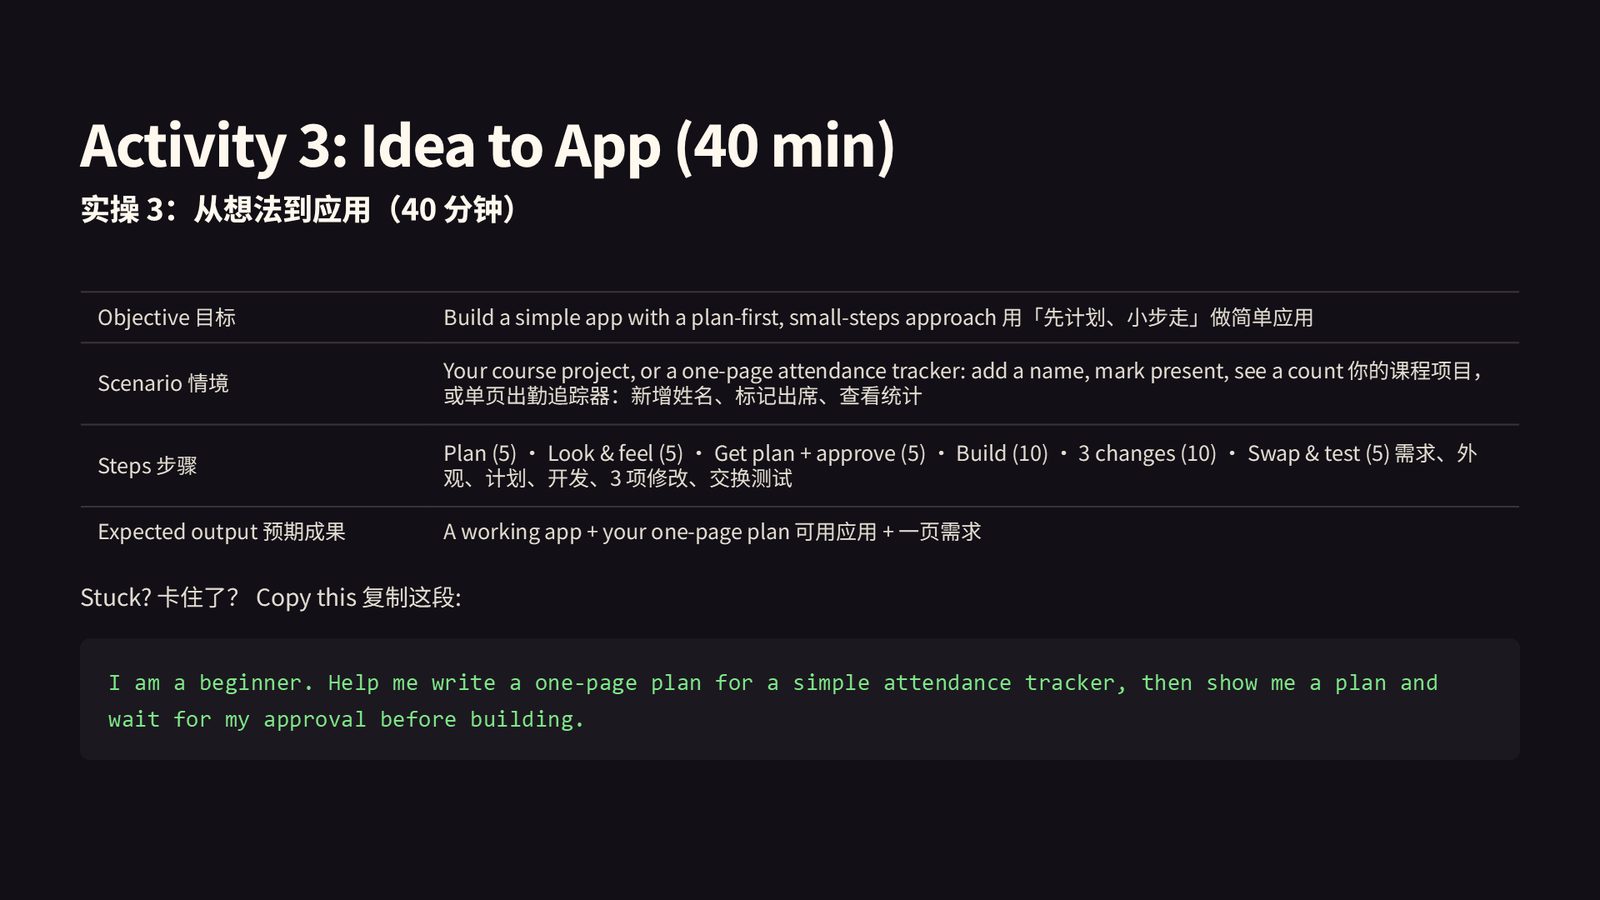 Activity 3: Idea to App (40 min)
实操 3：从想法到应用（40 分钟）
Objective 目标
Build a simple app with a plan-first, small-steps approach 用「先计划、小步走」做简单应用
Scenario 情境
Your course project, or a one-page attendance tracker: add a name, mark present, see a count 你的课程项目，
或单页出勤追踪器：新增姓名、标记出席、查看统计
Steps 步骤
Plan (5) • Look & feel (5) • Get plan + approve (5) • Build (10) • 3 changes (10) • Swap & test (5) 需求、外
观、计划、开发、3 项修改、交换测试
Expected output 预期成果
A working app + your one-page plan 可用应用 + 一页需求
Stuck? 卡住了？ Copy this 复制这段:
I am a beginner. Help me write a one-page plan for a simple attendance tracker, then show me a plan and
wait for my approval before building.